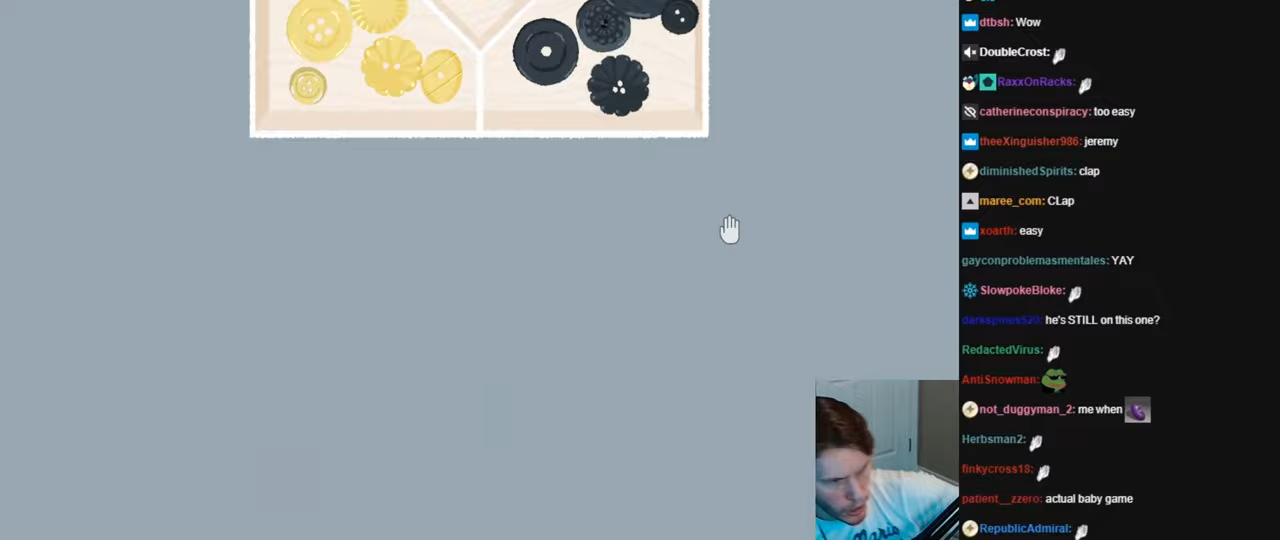 dtbsh: Wow
DoubleCrost:
RaxxOnRacks:
catherineconspiracy: too easy
theeXinguisher986: jeremy
diminishedSpirits: clap
maree_com: CLap
xoarth: easy
gayconproblemasmentales: YAY
SlowpokeBloke:
he's STILL on this one?
RedactedVirus:
AntiSnowman:
not_duggyman_2: me when
Herbsman2:
finkycross18:
patient__zzero: actual baby game
RepublicAdmiral:
Mario